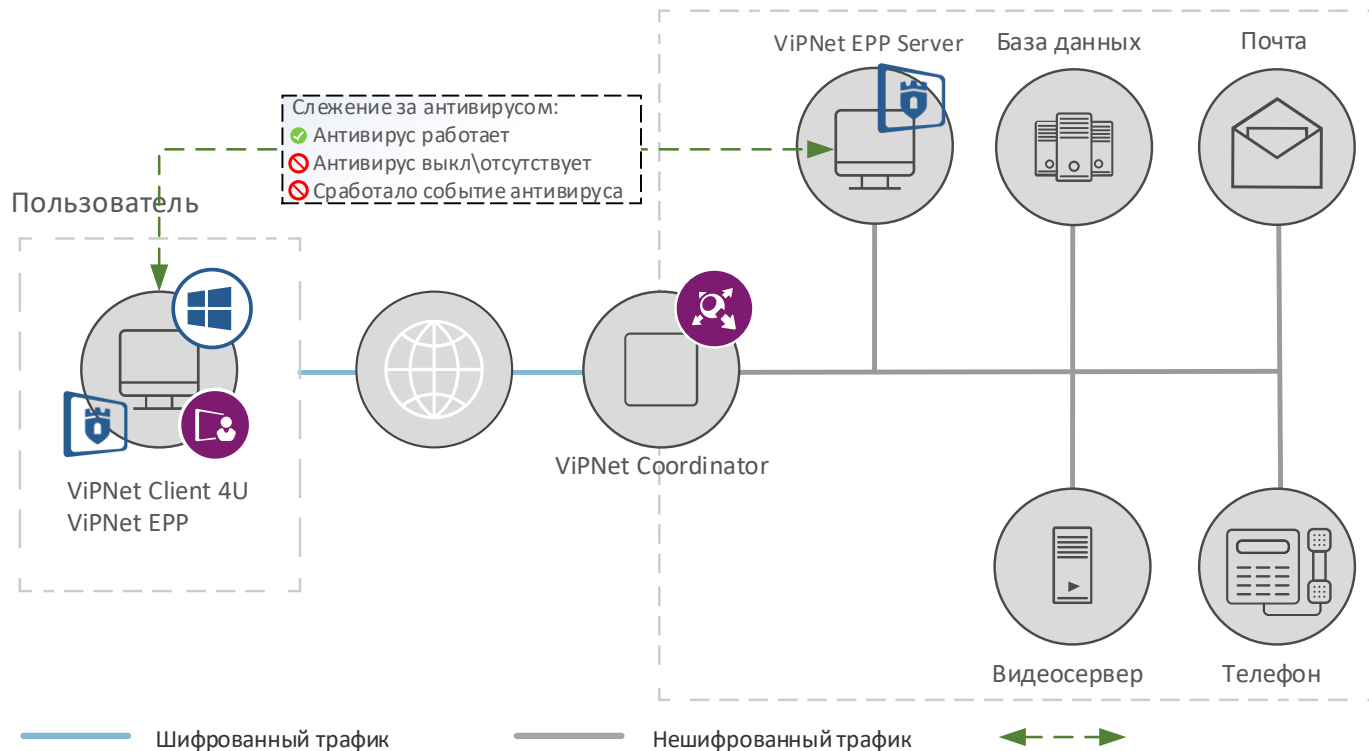 ViPNet EPP Server
База данных
Почта
Слежение за антивирусом:
Антивирус работает
Антивирус выкл\отсутствует
Сработало событие антивируса
Пользователь
ViPNet Coordinator
ViPNet Client 4U
ViPNet EPP
Видеосервер
Телефон
Шифрованный трафик
Нешифрованный трафик